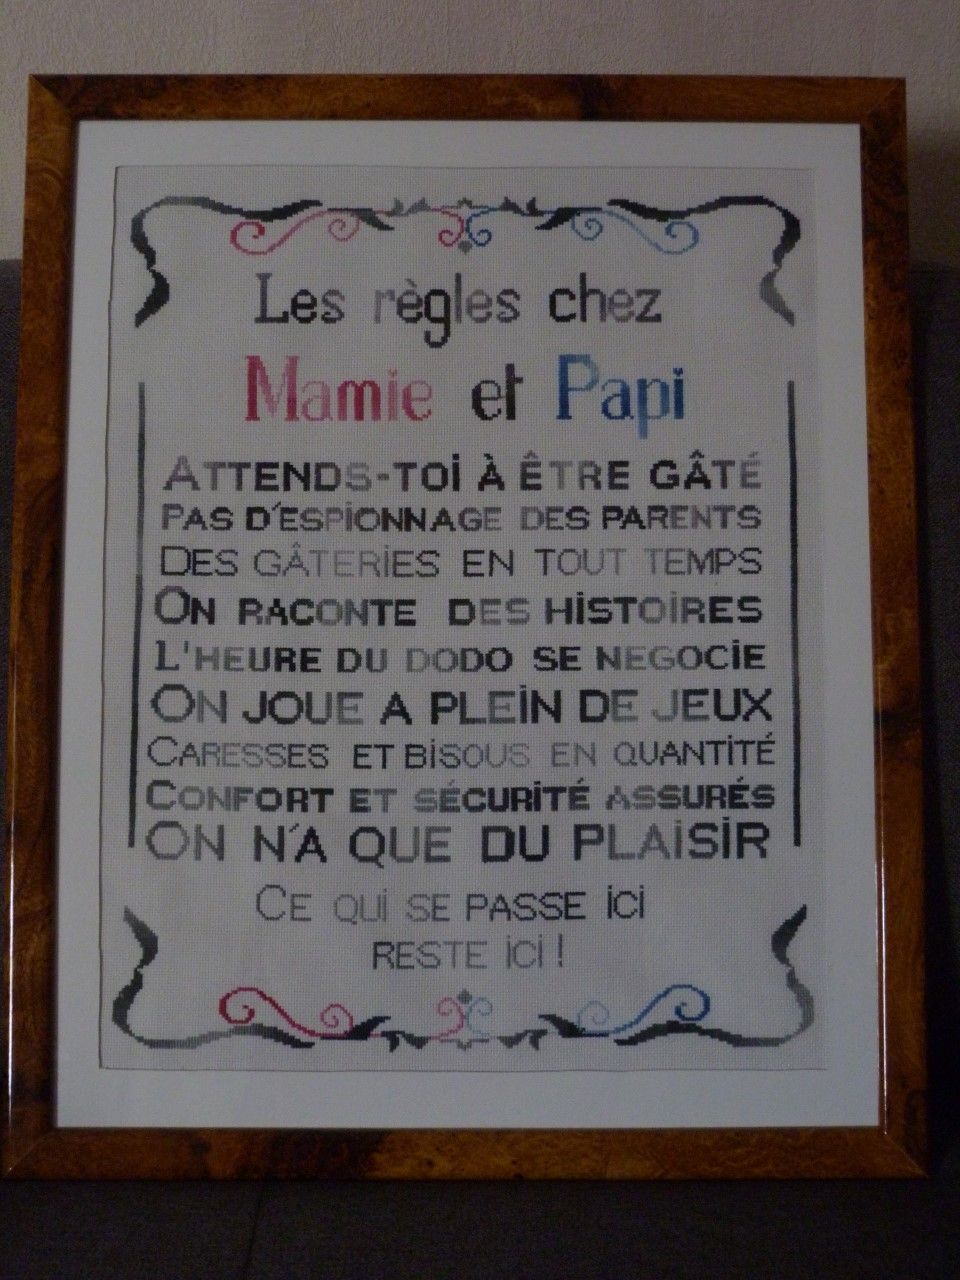 Les règles chez
Mamie et Papi
ATTENDS-TOi À ÊTRE GÂTÉ
PAS D'ESPiONNAGE DES PARENTS
DES GÂTERIES EN TOUT TEMPS
ON RACONTE DES HiSTOiRES
L'HEURE DU DODO SE NEGOCiE
ON JOUE A PLEiN DE JEUX
CARESSES ET BiSOUS EN QUANTiTÉ
CONFORT ET SÉCURiTÉ ASSURÉS
ON N'A QUE DU PLAiSiR
CE QUi SE PASSE iCi
RESTE iCi !